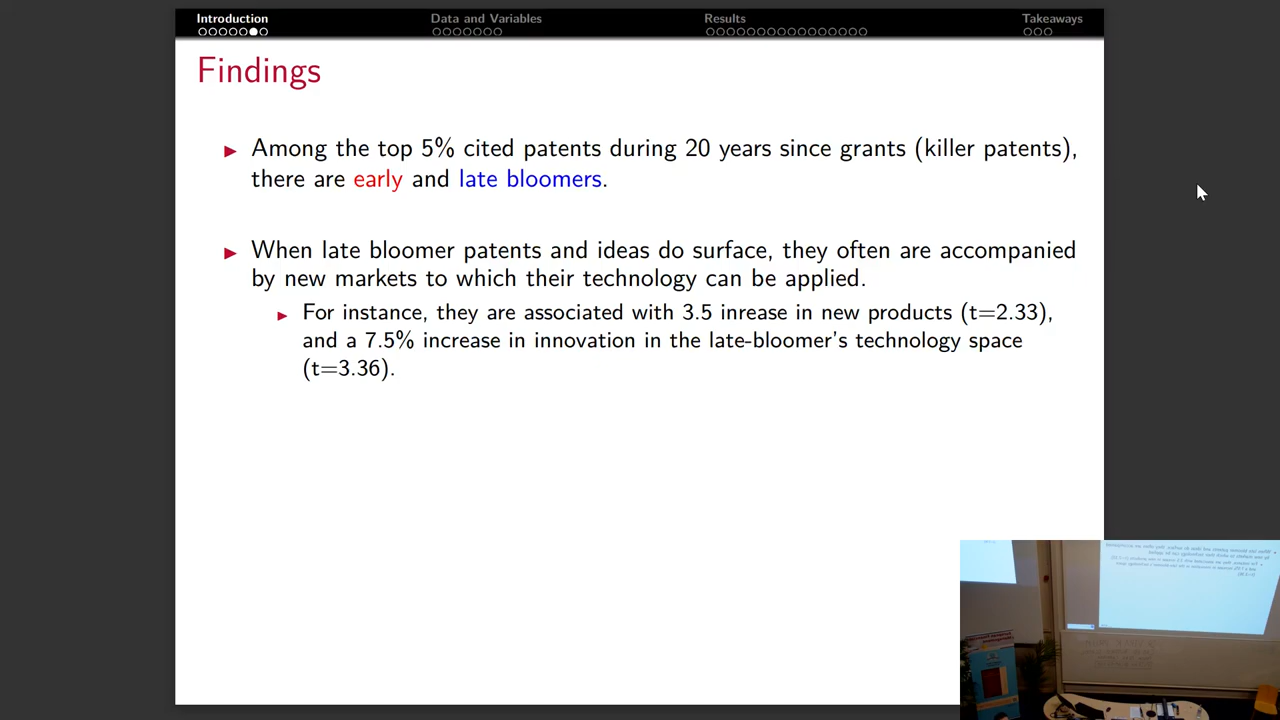 Introduction
Data and Variables
Results
Takeaways
Findings
Among the top 5% cited patents during 20 years since grants (killer patents),
there are early and late bloomers.
When late bloomer patents and ideas do surface, they often are accompanied
by new markets to which their technology can be applied.
For instance, they are associated with 3.5 inrease in new products (t=2.33),
and a 7.5% increase in innovation in the late-bloomer's technology space
(t=3.36).